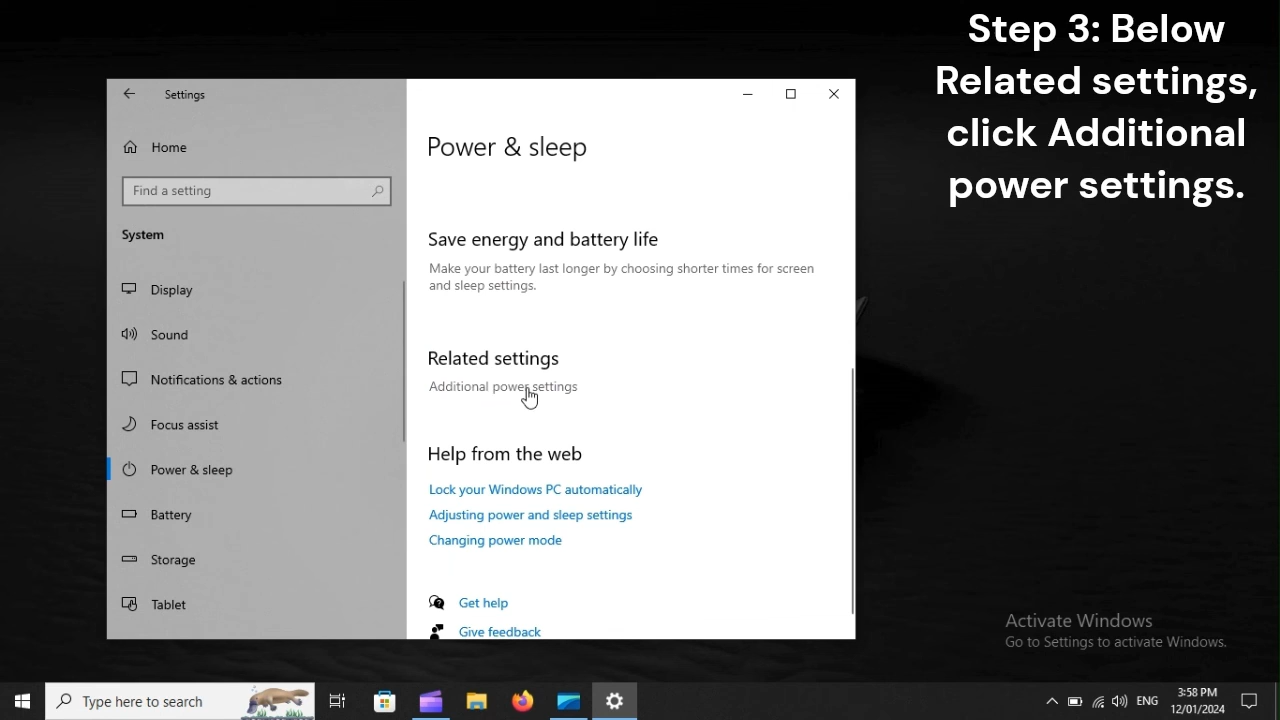 Step 3: Below
Related settings,
click Additional
power settings.
Settings
Home
Find a setting
System
Display
Sound
Notifications & actions
Focus assist
Power & sleep
Battery
Storage
Tablet
Power & sleep
Save energy and battery life
Make your battery last longer by choosing shorter times for screen
and sleep settings.
Related settings
Additional power settings
Help from the web
Lock your Windows PC automatically
Adjusting power and sleep settings
Changing power mode
Get help
Give feedback
Activate Windows
Go to Settings to activate Windows.
Type here to search
ENG
3:58 PM
12/01/2024